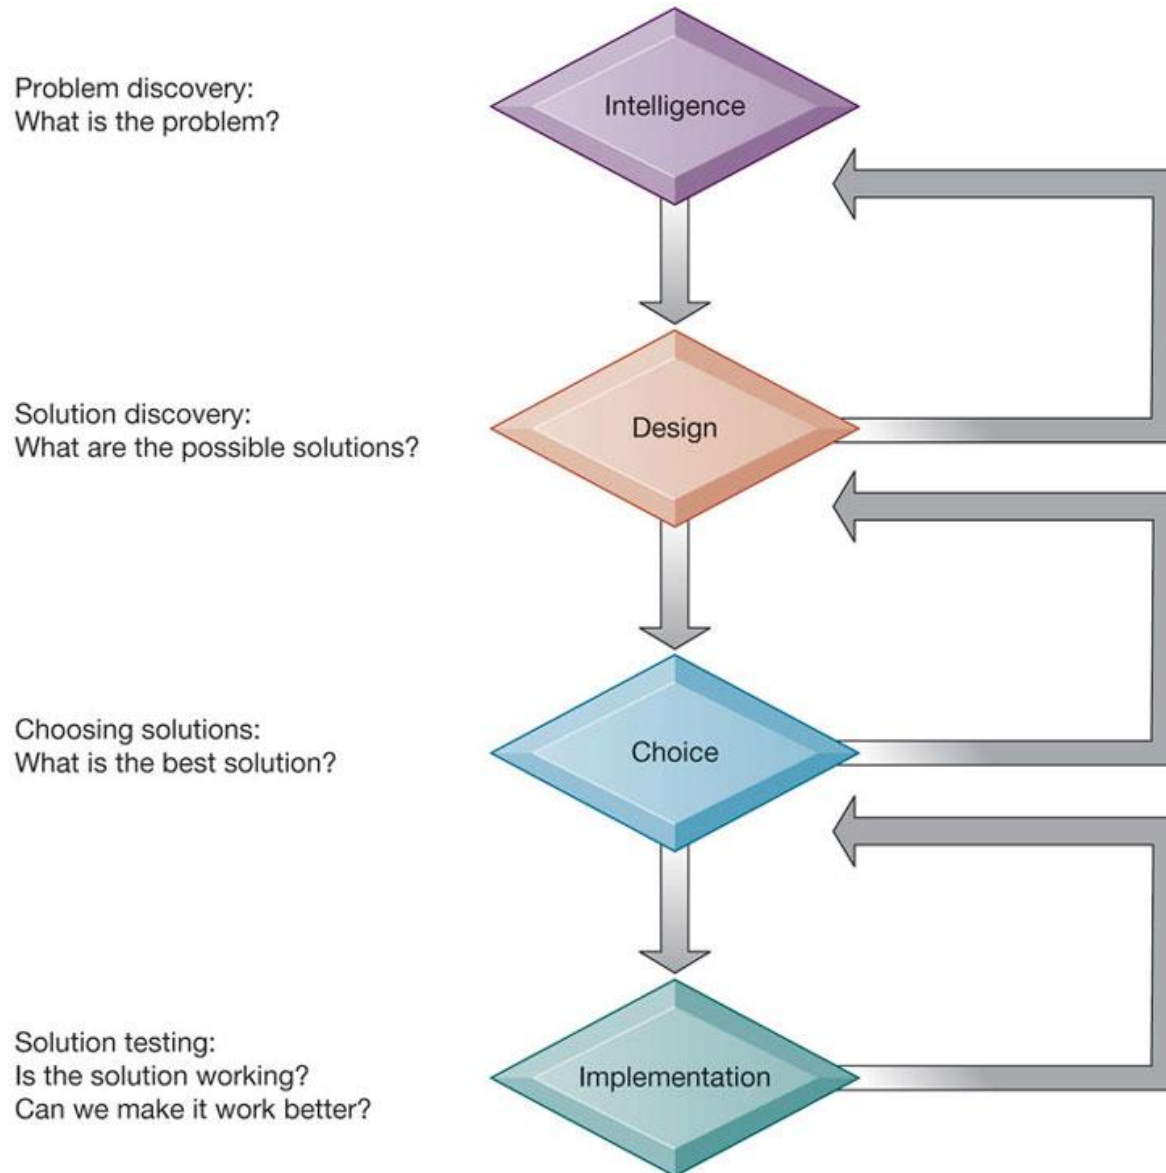 Problem discovery:
What is the problem?
Intelligence
Solution discovery:
What are the possible solutions?
Design
Choosing solutions:
What is the best solution?
Choice
Solution testing:
Is the solution working?
Can we make it work better?
Implementation